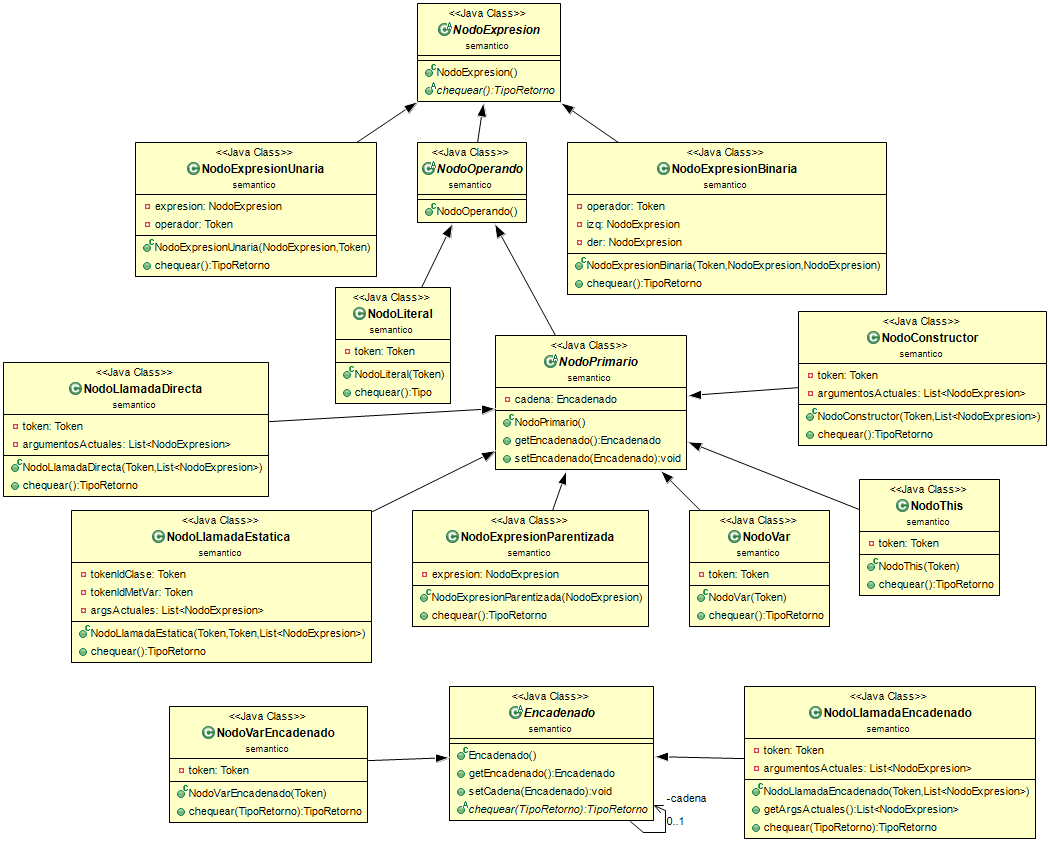 <<Java Class>>
NodoExpresion
semantico
NodoExpresion()
chequear():TipoRetorno
<<Java Class>>
NodoExpresionUnaria
semantico
expresion: NodoExpresion
operador: Token
NodoExpresionUnaria(NodoExpresion,Token)
chequear():TipoRetorno
<<Java Class>>
NodoOperando
semantico
NodoOperando()
<<Java Class>>
NodoExpresionBinaria
semantico
operador: Token
izq: NodoExpresion
der: NodoExpresion
NodoExpresionBinaria(Token,NodoExpresion,NodoExpresion)
chequear():TipoRetorno
<<Java Class>>
NodoLiteral
semantico
token: Token
NodoLiteral(Token)
chequear():Tipo
<<Java Class>>
NodoPrimario
semantico
cadena: Encadenado
NodoPrimario()
getEncadenado():Encadenado
setEncadenado(Encadenado):void
<<Java Class>>
NodoConstructor
semantico
token: Token
argumentosActuales: List<NodoExpresion>
NodoConstructor(Token,List<NodoExpresion>)
chequear():TipoRetorno
<<Java Class>>
NodoLlamadaDirecta
semantico
token: Token
argumentosActuales: List<NodoExpresion>
NodoLlamadaDirecta(Token,List<NodoExpresion>)
chequear():TipoRetorno
<<Java Class>>
NodoLlamadaEstatica
semantico
tokenIdClase: Token
tokenIdMetVar: Token
argsActuales: List<NodoExpresion>
NodoLlamadaEstatica(Token,Token,List<NodoExpresion>)
chequear():TipoRetorno
<<Java Class>>
NodoExpresionParentizada
semantico
expresion: NodoExpresion
NodoExpresionParentizada(NodoExpresion)
chequear():TipoRetorno
<<Java Class>>
NodoVar
semantico
token: Token
NodoVar(Token)
chequear():TipoRetorno
<<Java Class>>
NodoThis
semantico
token: Token
NodoThis(Token)
chequear():TipoRetorno
<<Java Class>>
NodoVarEncadenado
semantico
token: Token
NodoVarEncadenado(Token)
chequear(TipoRetorno):TipoRetorno
<<Java Class>>
Encadenado
semantico
Encadenado()
getEncadenado():Encadenado
setCadena(Encadenado):void
chequear(TipoRetorno):TipoRetorno
-cadena
0..1
<<Java Class>>
NodoLlamadaEncadenado
semantico
token: Token
argumentosActuales: List<NodoExpresion>
NodoLlamadaEncadenado(Token,List<NodoExpresion>)
getArgsActuales():List<NodoExpresion>
chequear(TipoRetorno):TipoRetorno